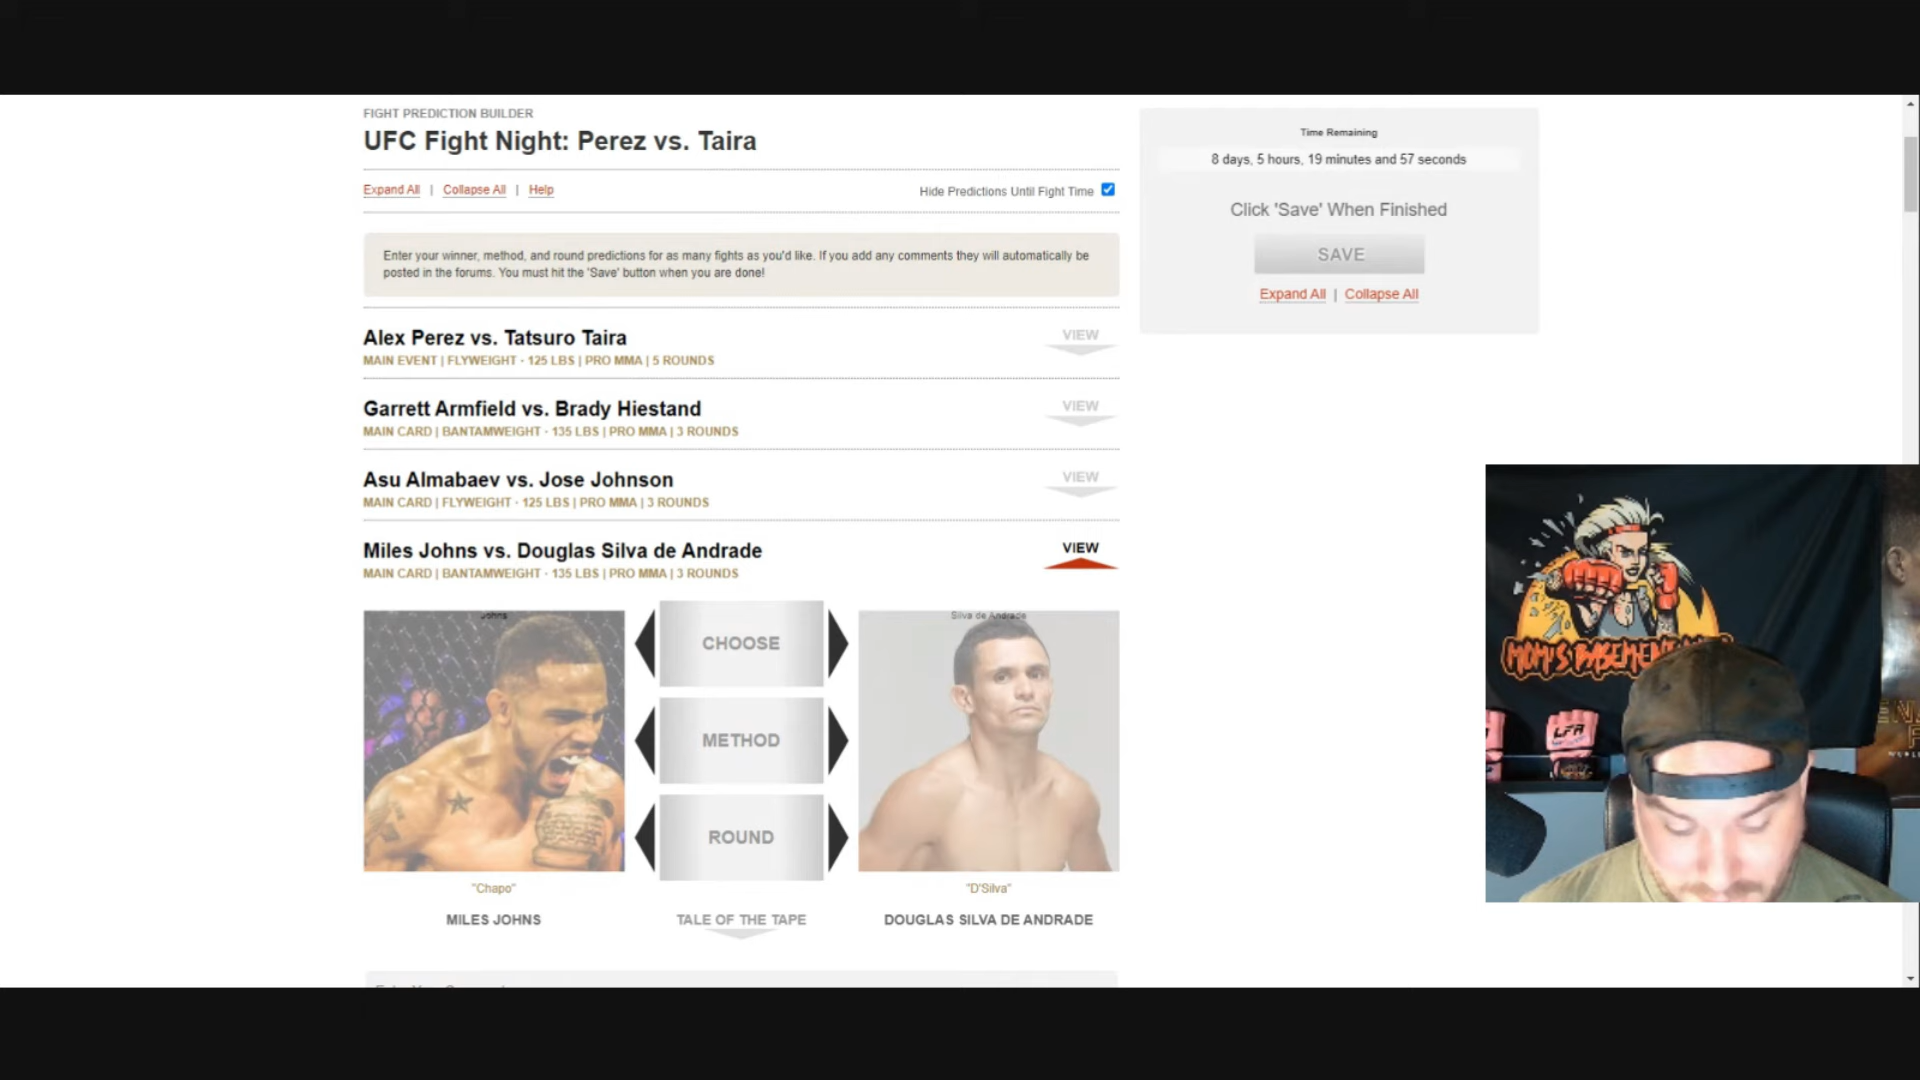 FIGHT PREDICTION BUILDER
UFC Fight Night: Perez vs. Taira
Expand All | Collapse All | Help
Hide Predictions Until Fight Time
Enter your winner, method, and round predictions for as many fights as you'd like. If you add any comments they will automatically be
posted in the forums. You must hit the 'Save' button when you are done!
Time Remaining
8 days, 5 hours, 19 minutes and 57 seconds
Click 'Save' When Finished
SAVE
Expand All | Collapse All
Alex Perez vs. Tatsuro Taira
VIEW
MAIN EVENT | FLYWEIGHT · 125 LBS | PRO MMA | 5 ROUNDS
Garrett Armfield vs. Brady Hiestand
VIEW
MAIN CARD | BANTAMWEIGHT · 135 LBS | PRO MMA | 3 ROUNDS
Asu Almabaev vs. Jose Johnson
VIEW
MAIN CARD | FLYWEIGHT · 125 LBS | PRO MMA | 3 ROUNDS
Miles Johns vs. Douglas Silva de Andrade
VIEW
MAIN CARD | BANTAMWEIGHT · 135 LBS | PRO MMA | 3 ROUNDS
Johns
Silva de Andrade
CHOOSE
METHOD
ROUND
"Chapo"
"D'Silva"
MILES JOHNS
TALE OF THE TAPE
DOUGLAS SILVA DE ANDRADE
MOM'S
LFA